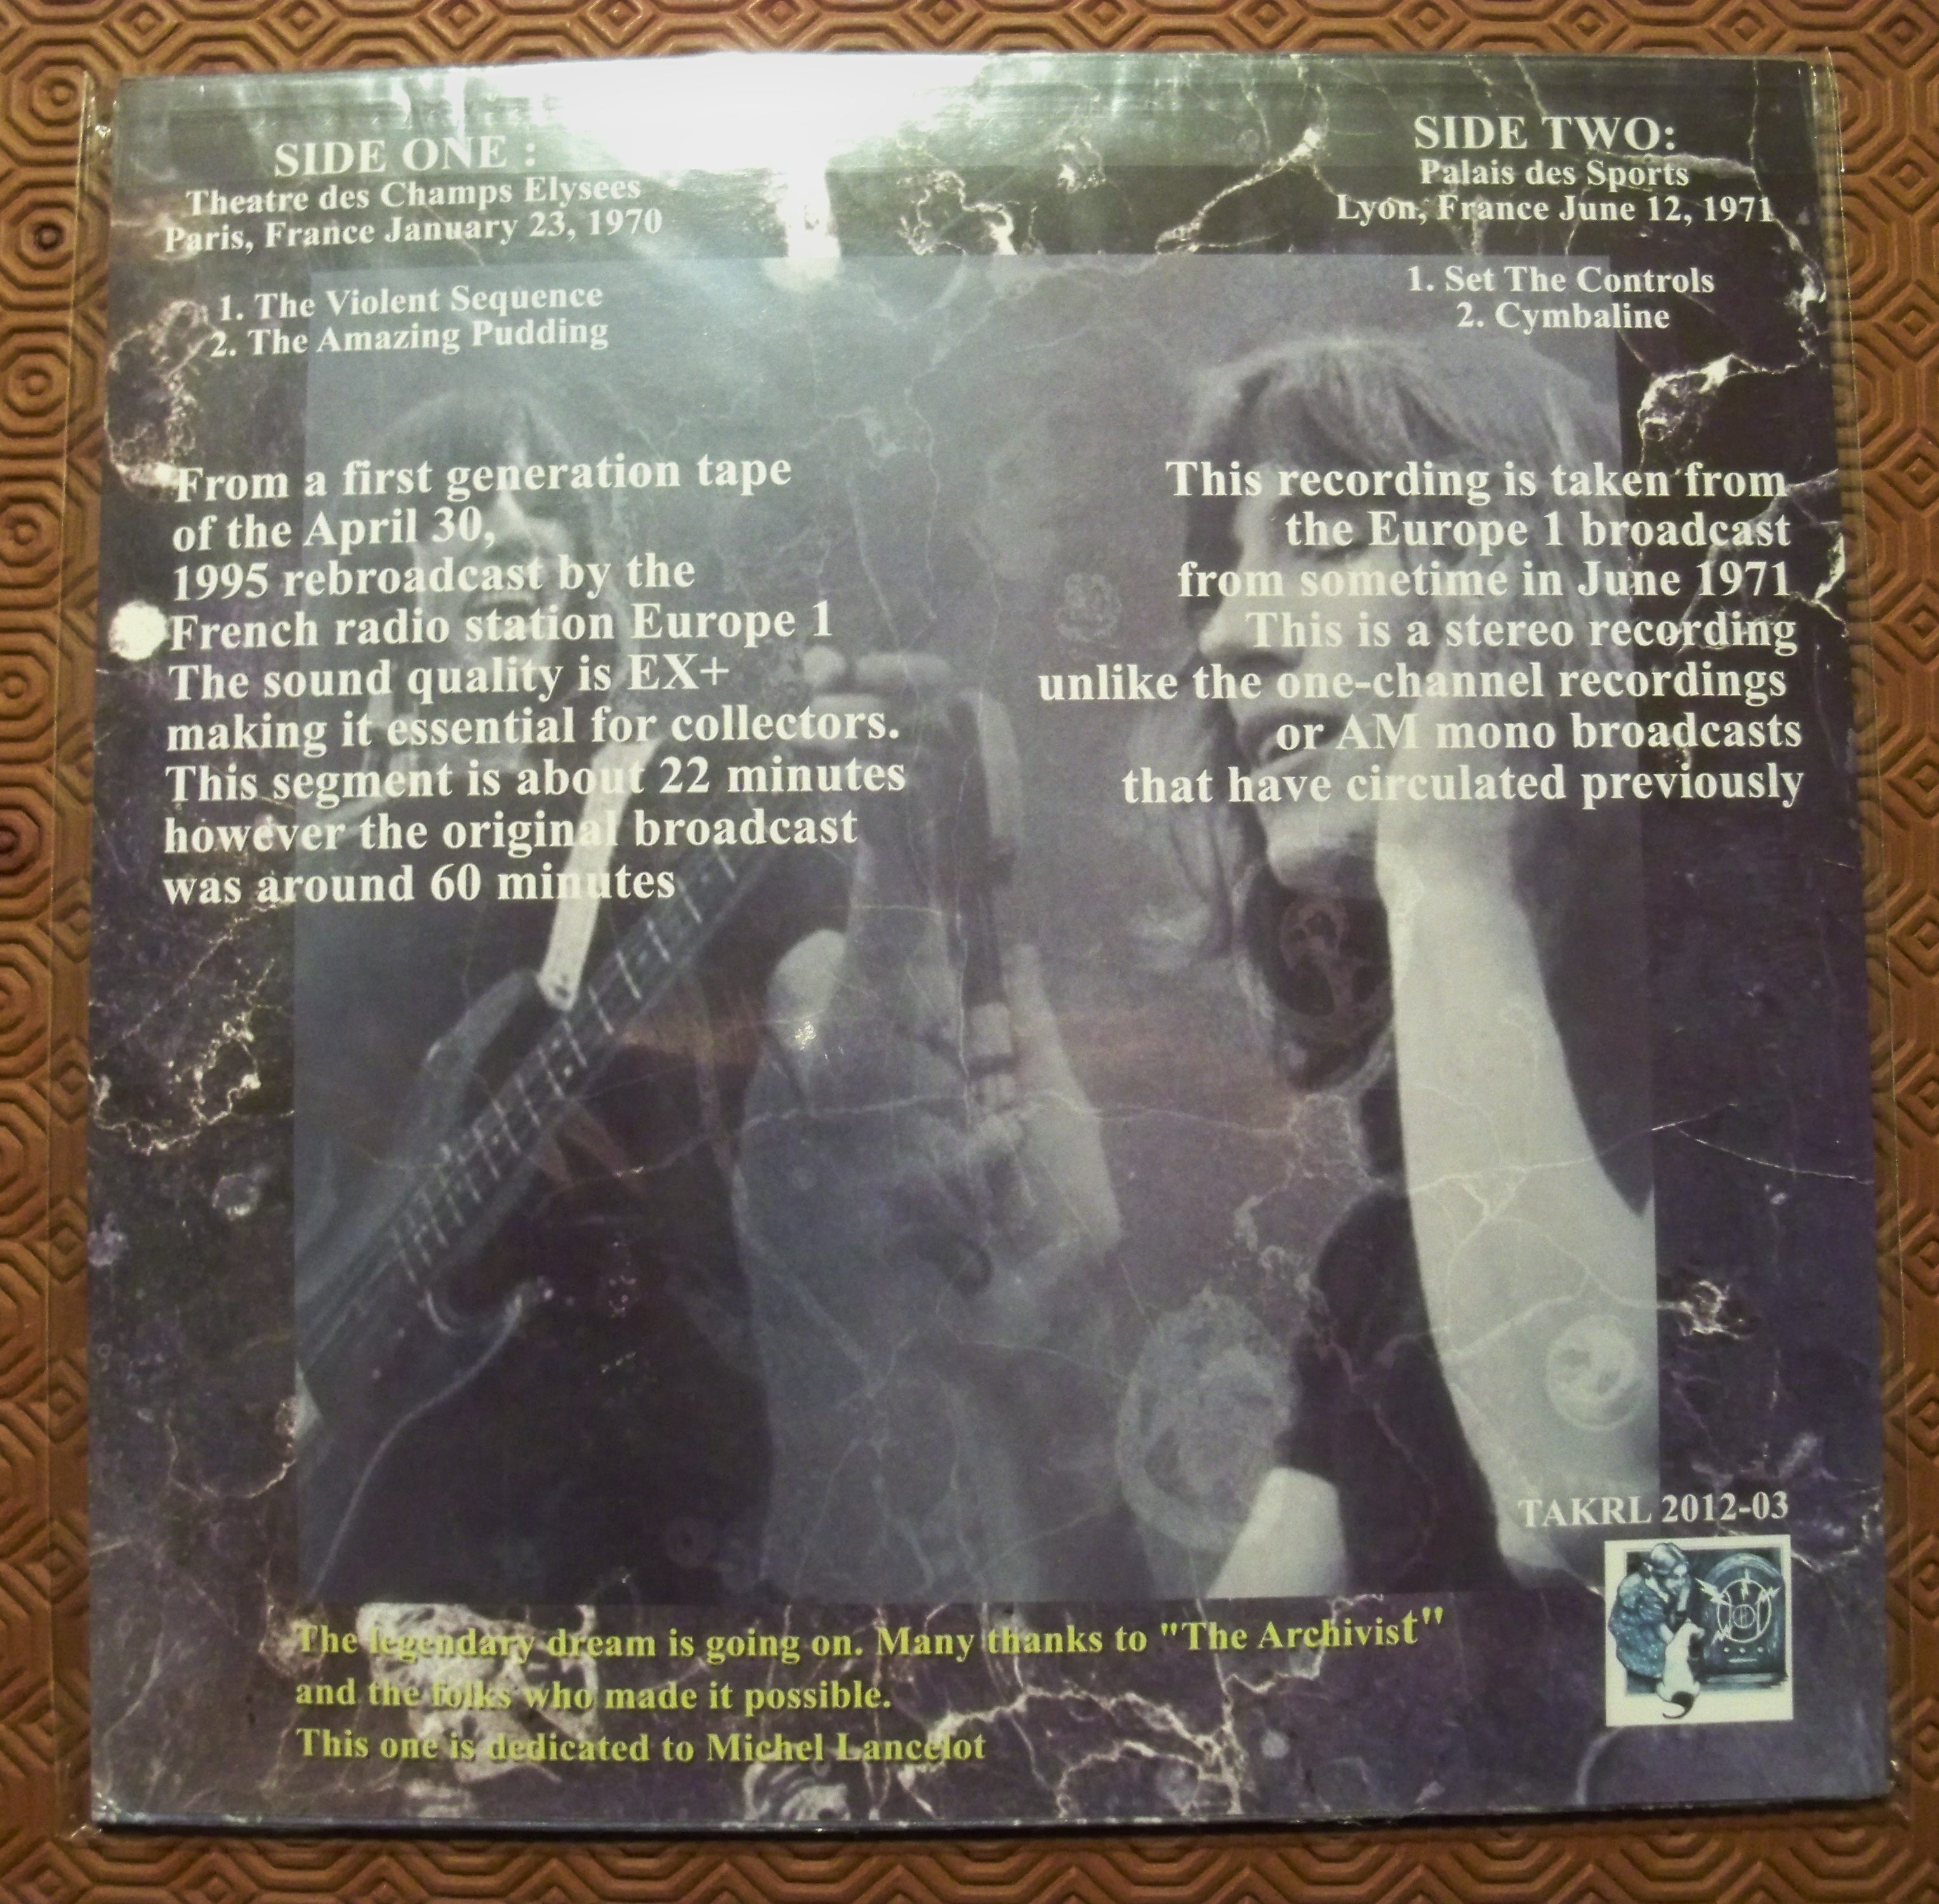 SIDE ONE :
Theatre des Champs Elysees
Paris, France January 23, 1970
1. The Violent Sequence
2. The Amazing Pudding
From a first generation tape
of the April 30,
1995 rebroadcast by the
French radio station Europe 1
The sound quality is EX+
making it essential for collectors.
This segment is about 22 minutes
however the original broadcast
was around 60 minutes
SIDE TWO:
Palais des Sports
Lyon, France June 12, 1971
1. Set The Controls
2. Cymbaline
This recording is taken from
the Europe 1 broadcast
from sometime in June 1971
This is a stereo recording
unlike the one-channel recordings
or AM mono broadcasts
that have circulated previously
TAKRL 2012-03
The legendary dream is going on. Many thanks to "The Archivist"
and the folks who made it possible.
This one is dedicated to Michel Lancelot